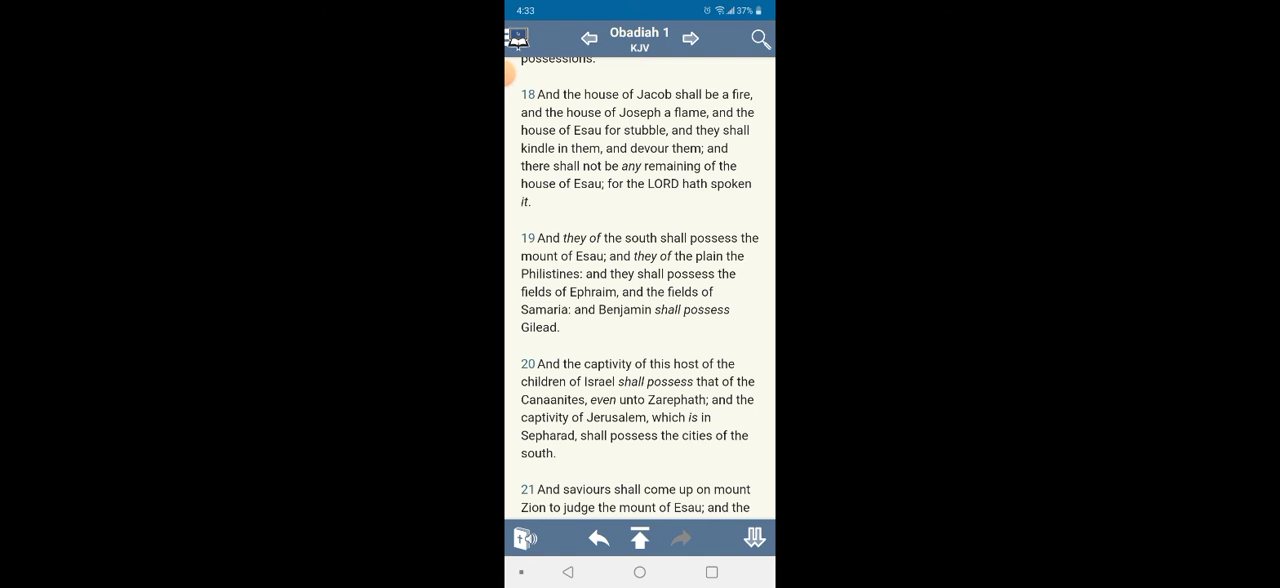 4:33
37%
Obadiah 1
KJV
possessions.
18 And the house of Jacob shall be a fire,
and the house of Joseph a flame, and the
house of Esau for stubble, and they shall
kindle in them, and devour them; and
there shall not be any remaining of the
house of Esau; for the LORD hath spoken
it.
19 And they of the south shall possess the
mount of Esau; and they of the plain the
Philistines: and they shall possess the
fields of Ephraim, and the fields of
Samaria: and Benjamin shall possess
Gilead.
20 And the captivity of this host of the
children of Israel shall possess that of the
Canaanites, even unto Zarephath; and the
captivity of Jerusalem, which is in
Sepharad, shall possess the cities of the
south.
21 And saviours shall come up on mount
Zion to judge the mount of Esau; and the